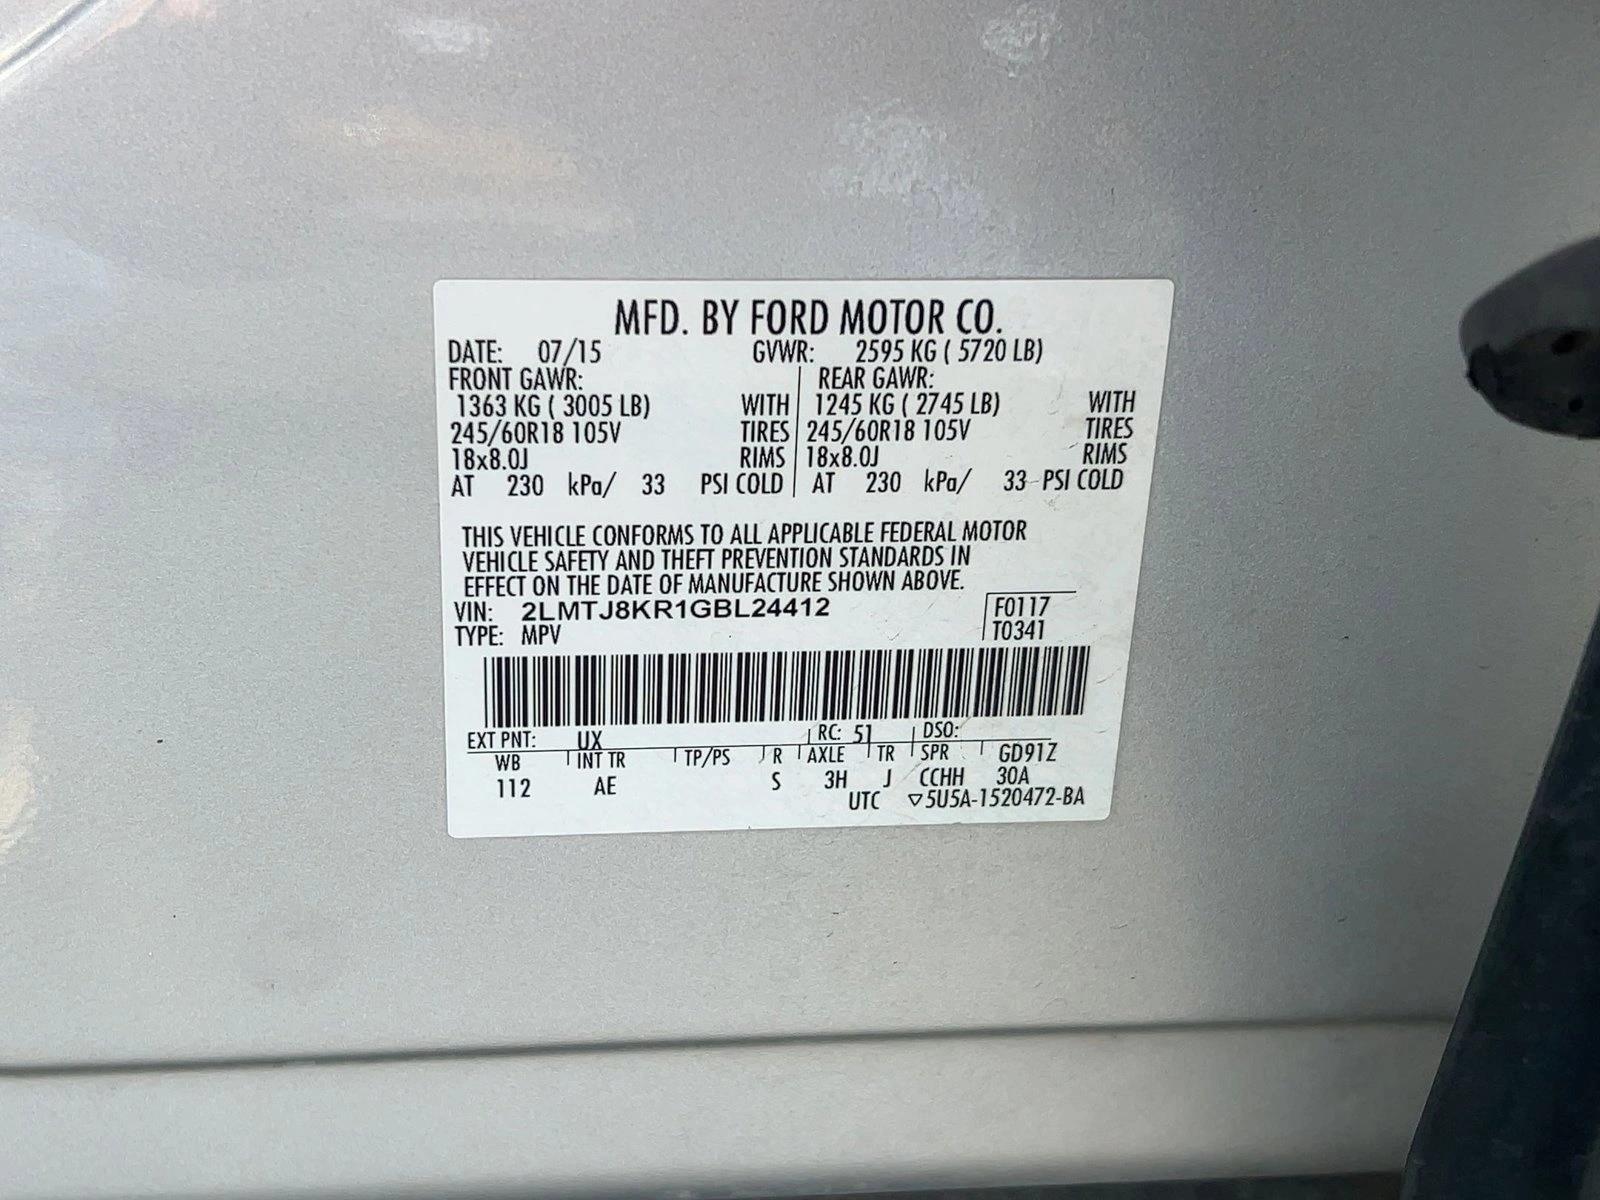 MFD. BY FORD MOTOR CO.
DATE: 07/15 GVWR: 2595 KG ( 5720 LB)
FRONT GAWR: REAR GAWR:
1363 KG ( 3005 LB) WITH 1245 KG ( 2745 LB) WITH
245/60R18 105V TIRES 245/60R18 105V TIRES
18x8.0J RIMS 18x8.0J RIMS
AT 230 kPa/ 33 PSI COLD AT 230 kPa/ 33 PSI COLD
THIS VEHICLE CONFORMS TO ALL APPLICABLE FEDERAL MOTOR
VEHICLE SAFETY AND THEFT PREVENTION STANDARDS IN
EFFECT ON THE DATE OF MANUFACTURE SHOWN ABOVE.
VIN: 2LMTJ8KR1GBL24412 F0117
TYPE: MPV T0341
EXT PNT: UX RC: 51 DSO:
WB INT TR TP/PS R AXLE TR SPR GD91Z
112 AE S 3H J CCHH 30A
UTC ▽5U5A-1520472-BA